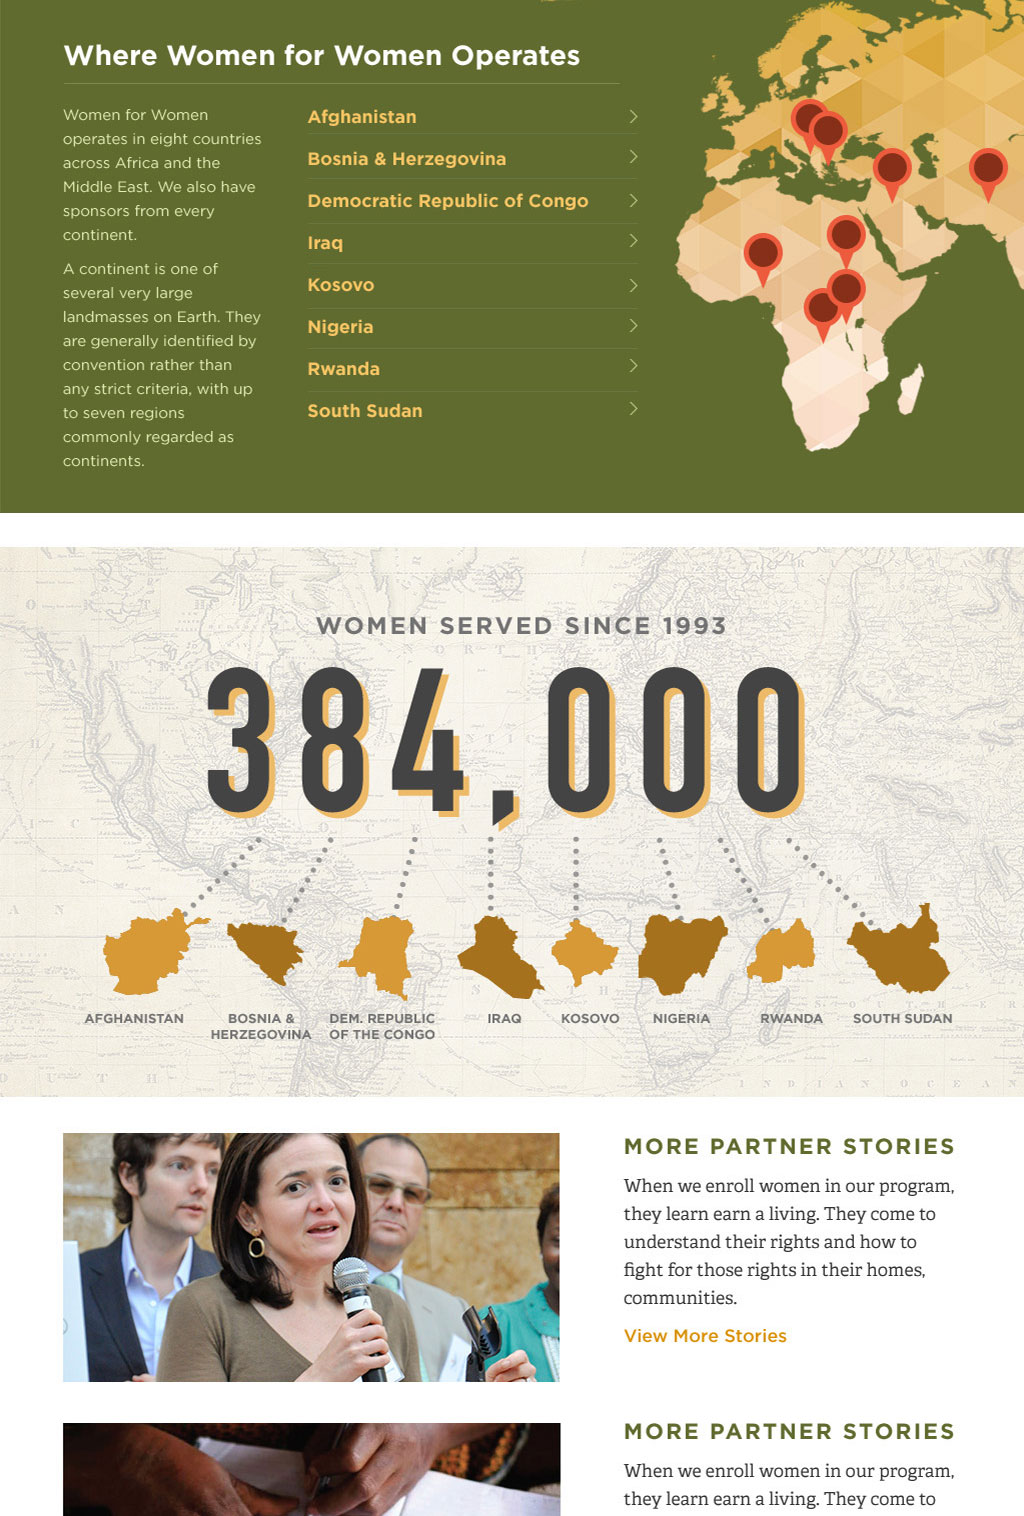 Where Women for Women Operates
Women for Women
operates in eight countries
across Africa and the
Middle East. We also have
sponsors from every
continent.
A continent is one of
several very large
landmasses on Earth. They
are generally identified by
convention rather than
any strict criteria, with up
to seven regions
commonly regarded as
continents.
Afghanistan
Bosnia & Herzegovina
Democratic Republic of Congo
Iraq
Kosovo
Nigeria
Rwanda
South Sudan
WOMEN SERVED SINCE 1993
384,000
AFGHANISTAN
BOSNIA &
HERZEGOVINA
DEM. REPUBLIC
OF THE CONGO
IRAQ
KOSOVO
NIGERIA
RWANDA
SOUTH SUDAN
INDIAN OCEAN
MORE PARTNER STORIES
When we enroll women in our program,
they learn earn a living. They come to
understand their rights and how to
fight for those rights in their homes,
communities.
View More Stories
MORE PARTNER STORIES
When we enroll women in our program,
they learn earn a living. They come to